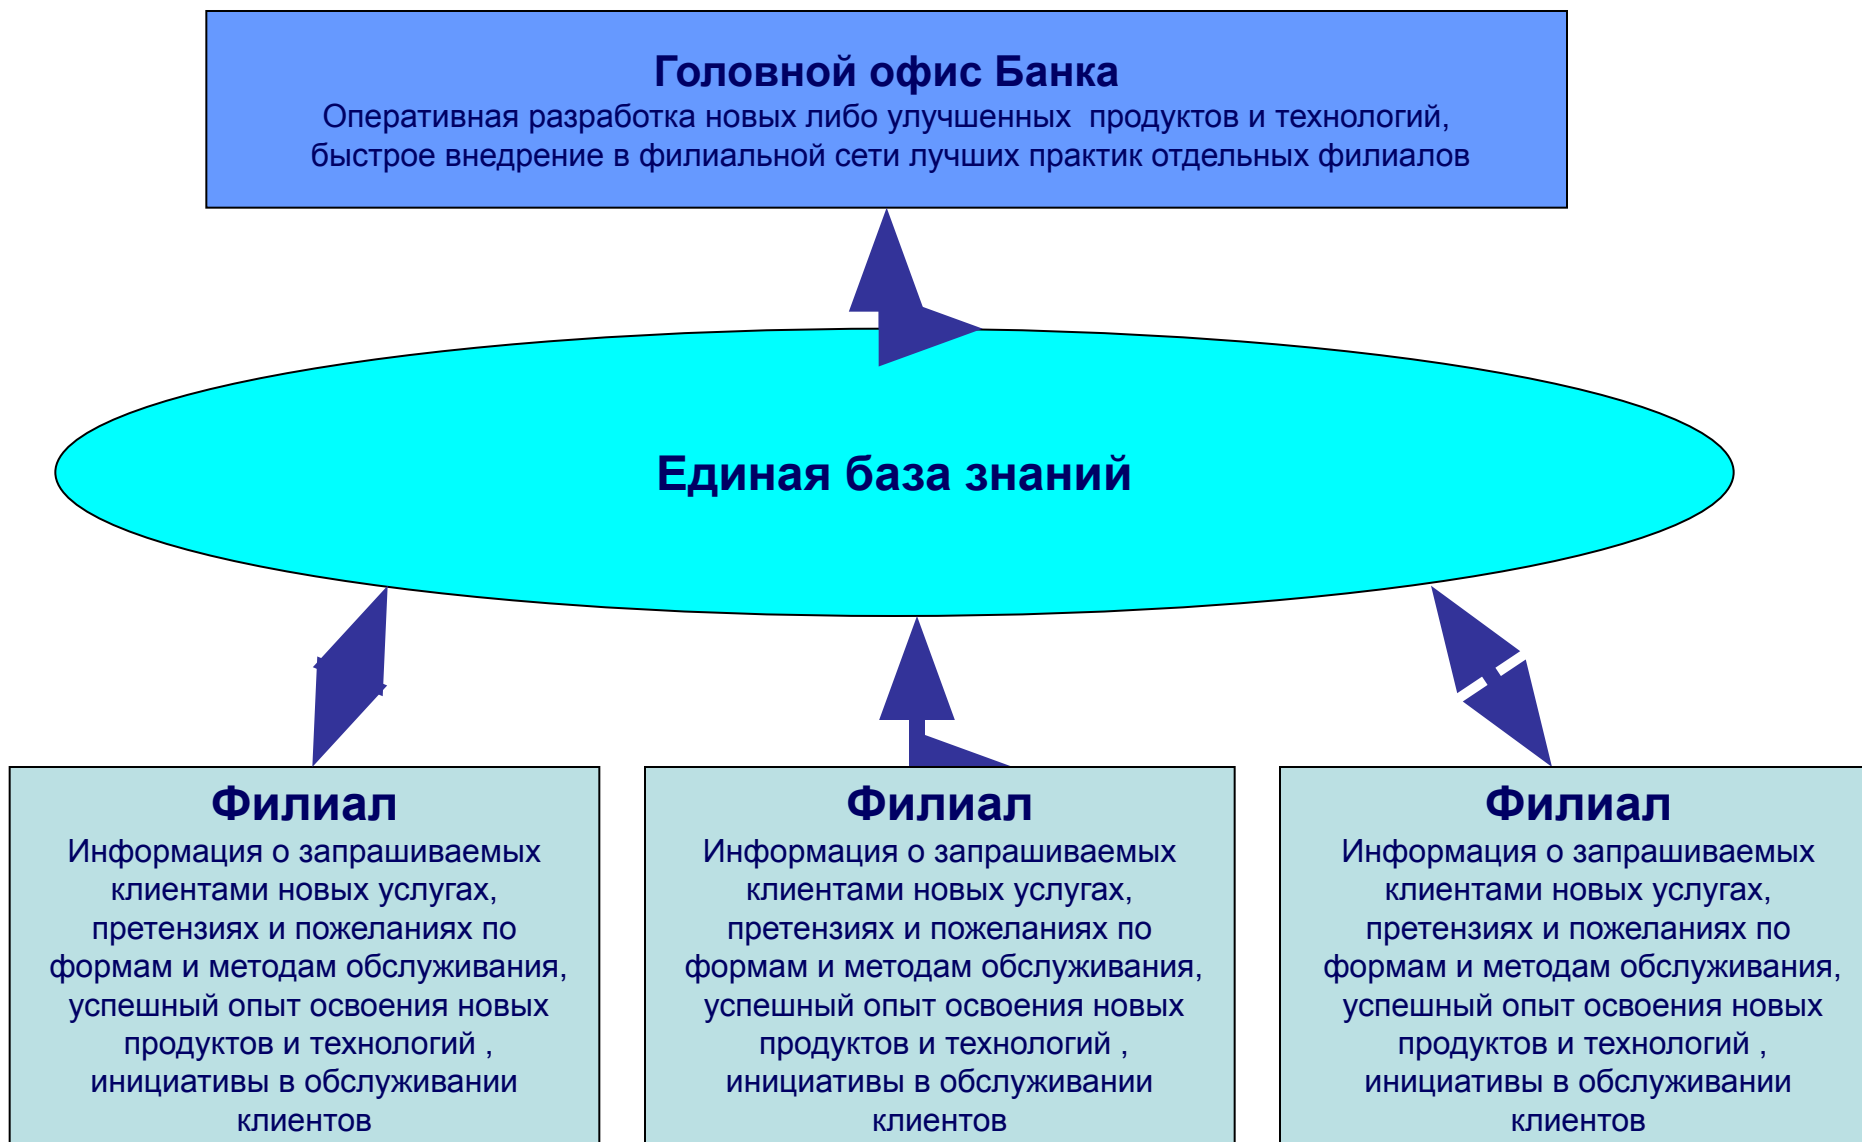 Головной офис Банка
Оперативная разработка новых либо улучшенных продуктов и технологий,
быстрое внедрение в филиальной сети лучших практик отдельных филиалов
Единая база знаний
Филиал
Информация о запрашиваемых
клиентами новых услугах,
претензиях и пожеланиях по
формам и методам обслуживания,
успешный опыт освоения новых
продуктов и технологий ,
инициативы в обслуживании
клиентов
Филиал
Информация о запрашиваемых
клиентами новых услугах,
претензиях и пожеланиях по
формам и методам обслуживания,
успешный опыт освоения новых
продуктов и технологий ,
инициативы в обслуживании
клиентов
Филиал
Информация о запрашиваемых
клиентами новых услугах,
претензиях и пожеланиях по
формам и методам обслуживания,
успешный опыт освоения новых
продуктов и технологий ,
инициативы в обслуживании
клиентов